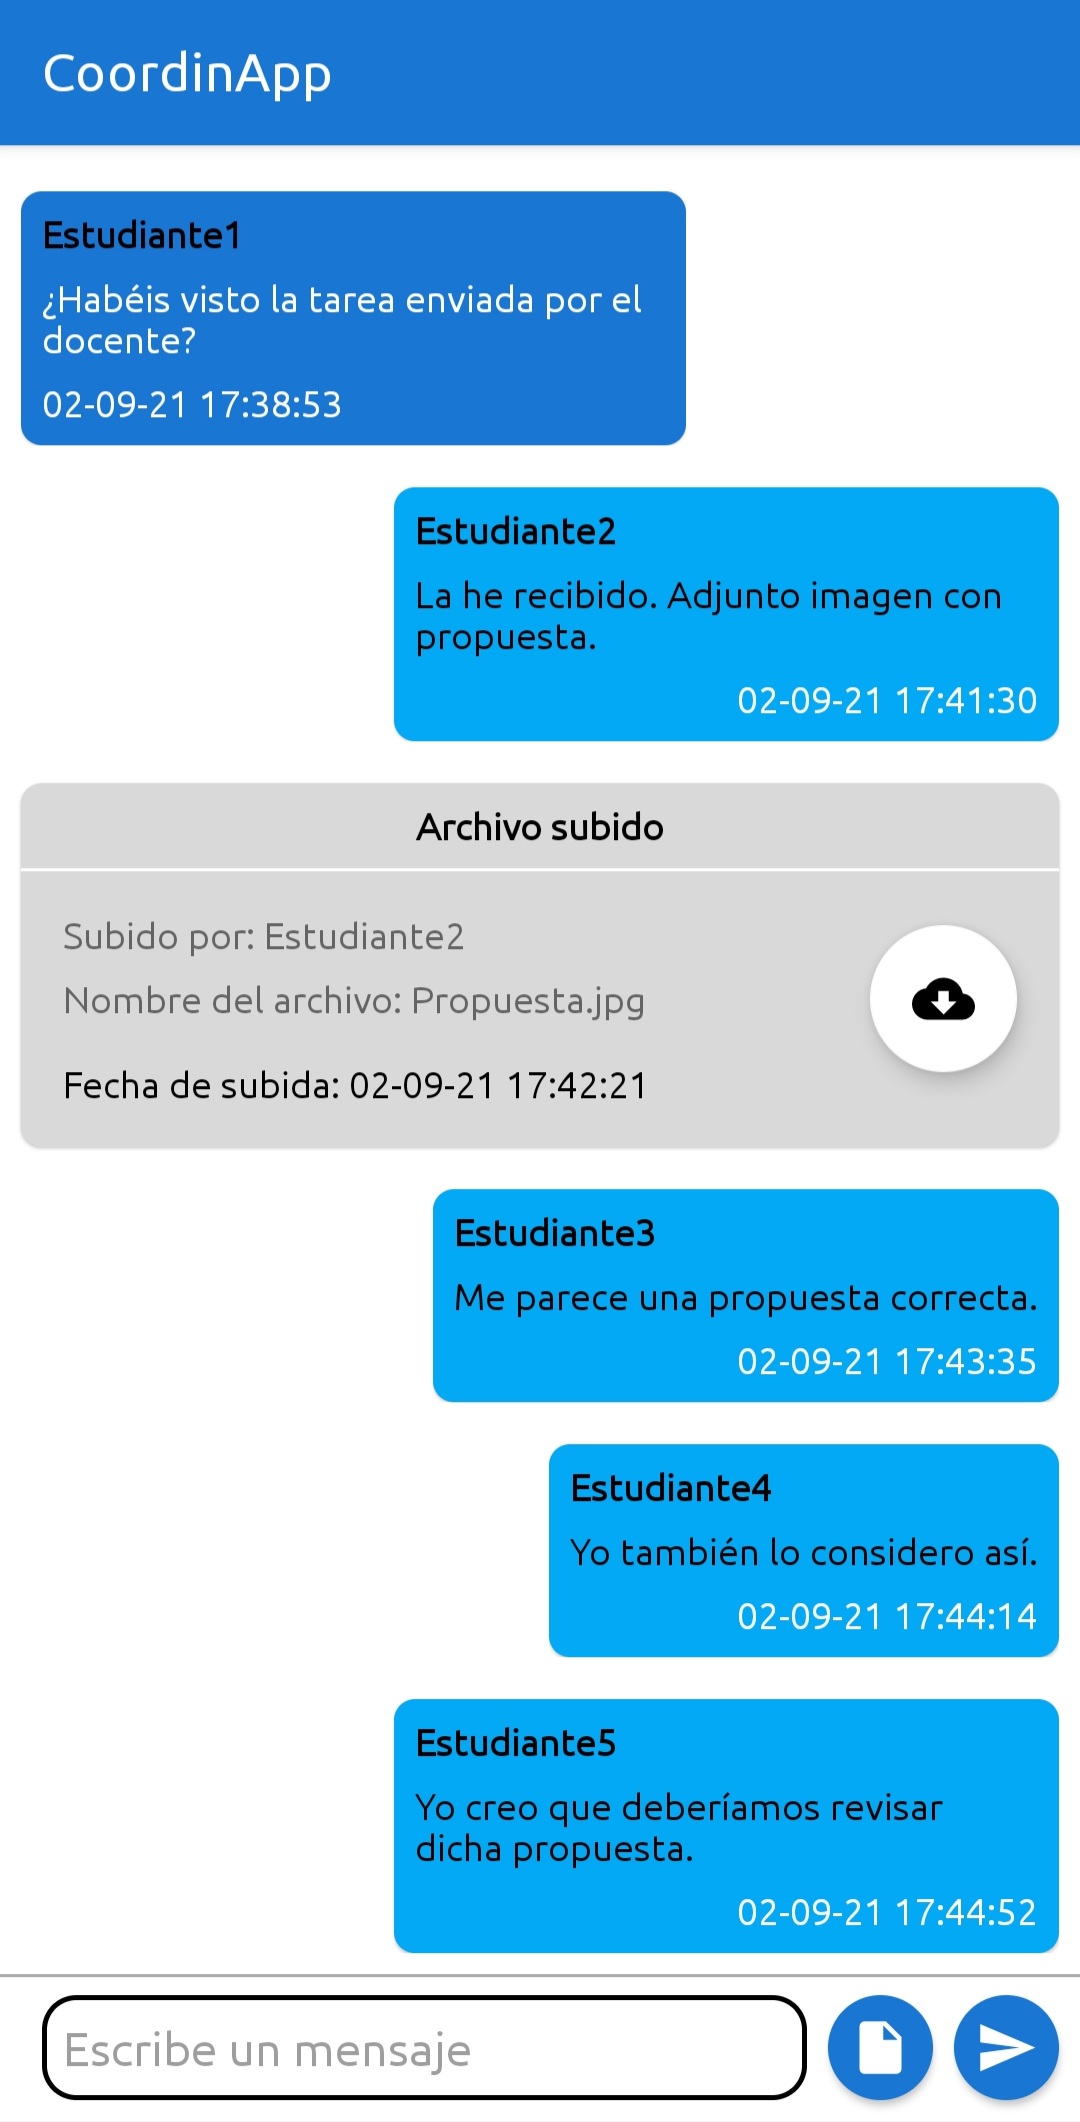 CoordinApp
Estudiante1
¿Habéis visto la tarea enviada por el
docente?
02-09-21 17:38:53
Estudiante2
La he recibido. Adjunto imagen con
propuesta.
02-09-21 17:41:30
Archivo subido
Subido por: Estudiante2
Nombre del archivo: Propuesta.jpg
Fecha de subida: 02-09-21 17:42:21
Estudiante3
Me parece una propuesta correcta.
02-09-21 17:43:35
Estudiante4
Yo también lo considero así.
02-09-21 17:44:14
Estudiante5
Yo creo que deberíamos revisar
dicha propuesta.
02-09-21 17:44:52
Escribe un mensaje